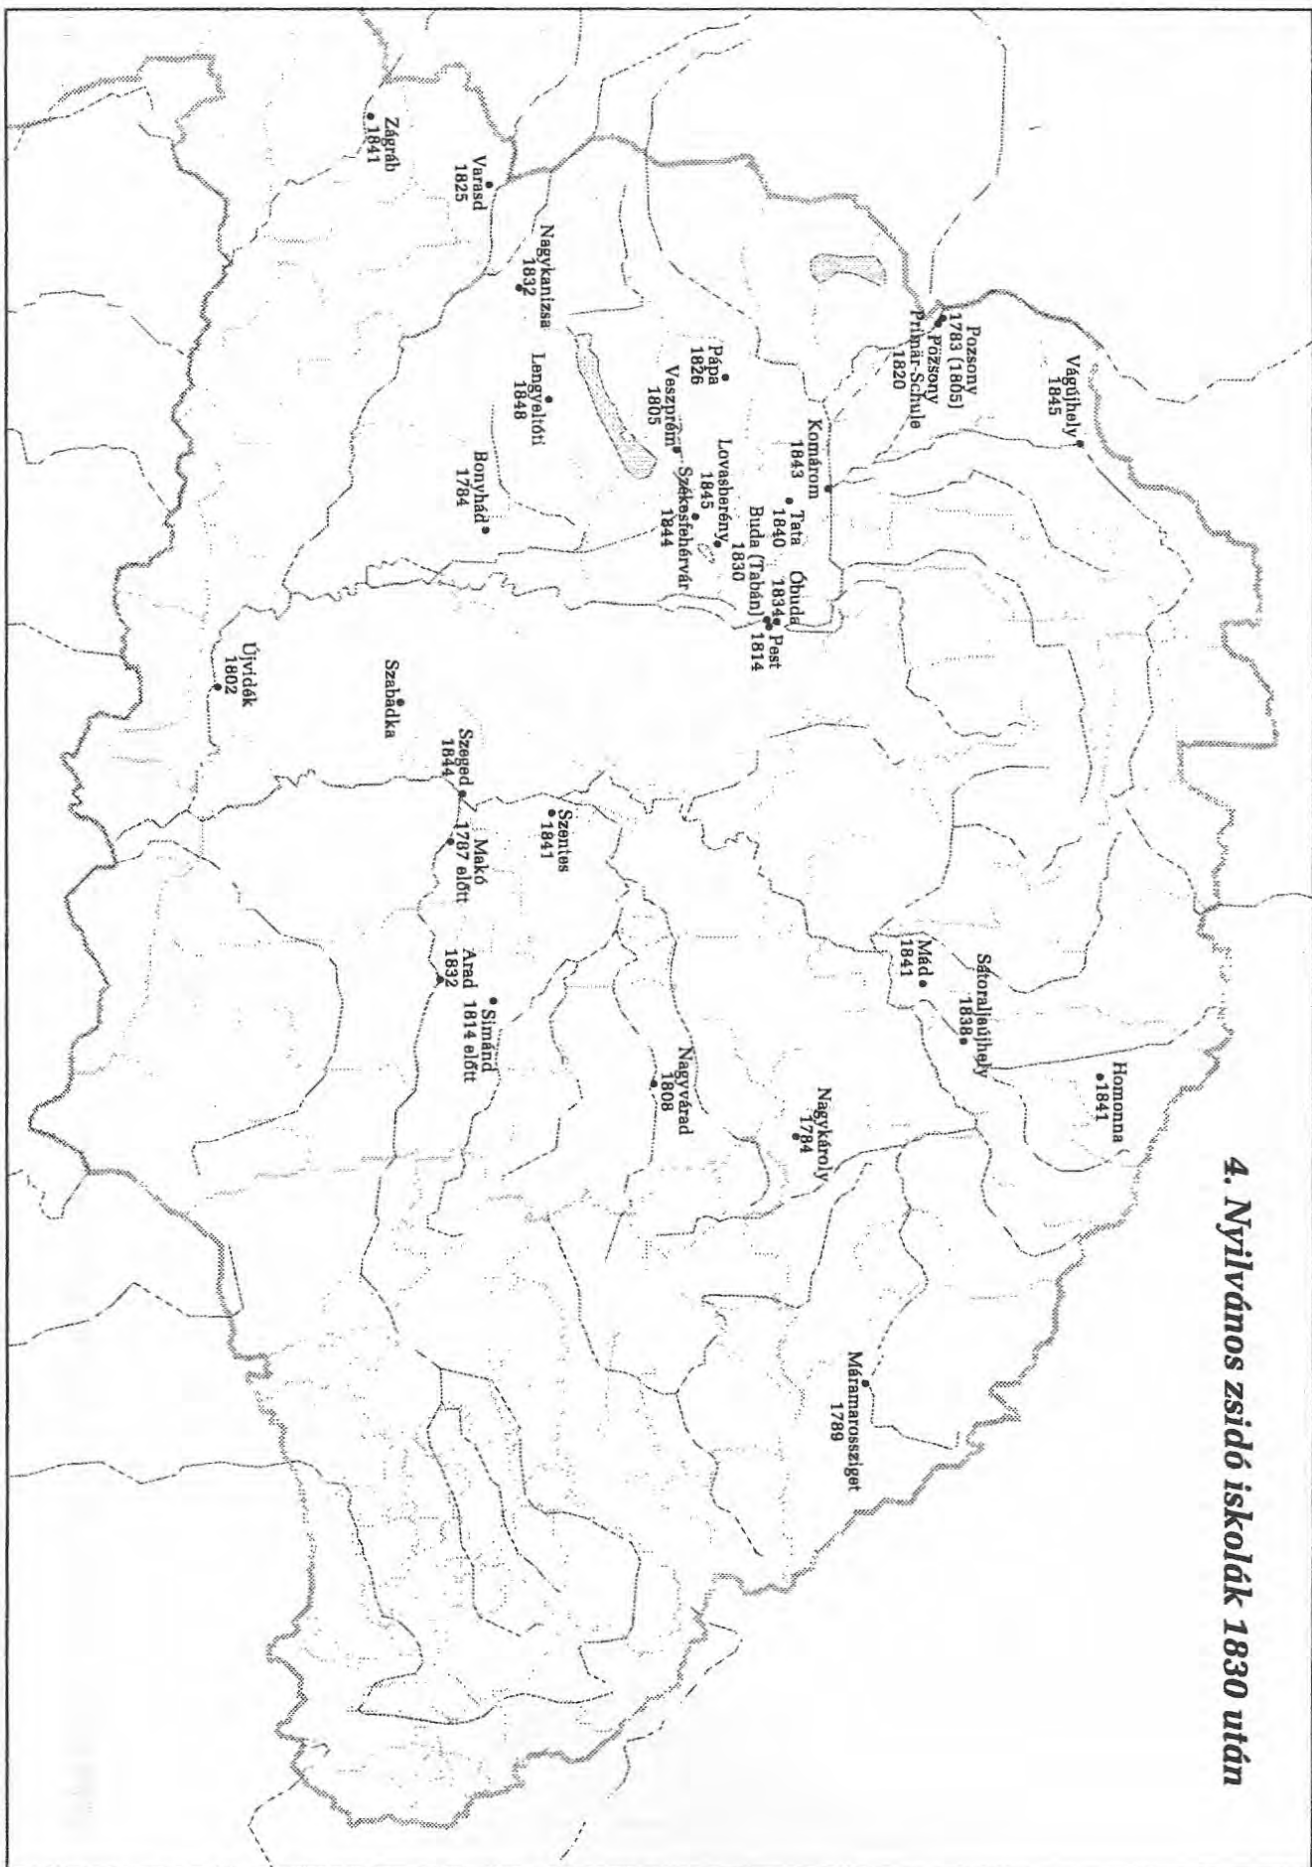 4. Nyilvános zsidó iskolák 1830 után
Vágújhely
1845
Pozsony
1783 (1805)
Pozsony
Primär-Schule
1820
Komárom
1843
Tata
1840
Óbuda
1834
Pest
1814
Buda (Tabán)
1830
Lovasberény
1845
Székesfehérvár
1844
Pápa
1826
Veszprém
1805
Nagykanizsa
1832
Lengyeltóti
1848
Bonyhád
1784
Varasd
1825
Zágráb
1841
Homonna
1841
Sátoraljaújhely
1838
Mád
1841
Nagykároly
1784
Máramarossziget
1789
Nagyvárad
1808
Szentes
1841
Simánd
1814 előtt
Arad
1832
Makó
1787 előtt
Szeged
1844
Szabadka
Újvidék
1802